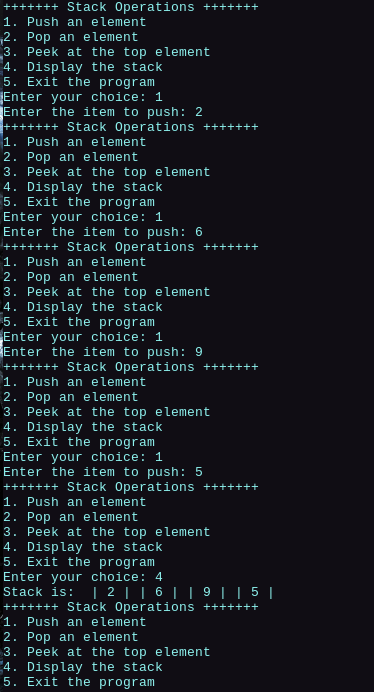 +++++++ Stack Operations +++++++
1. Push an element
2. Pop an element
3. Peek at the top element
4. Display the stack
5. Exit the program
Enter your choice: 1
Enter the item to push: 2
+++++++ Stack Operations +++++++
1. Push an element
2. Pop an element
3. Peek at the top element
4. Display the stack
5. Exit the program
Enter your choice: 1
Enter the item to push: 6
+++++++ Stack Operations +++++++
1. Push an element
2. Pop an element
3. Peek at the top element
4. Display the stack
5. Exit the program
Enter your choice: 1
Enter the item to push: 9
+++++++ Stack Operations +++++++
1. Push an element
2. Pop an element
3. Peek at the top element
4. Display the stack
5. Exit the program
Enter your choice: 1
Enter the item to push: 5
+++++++ Stack Operations +++++++
1. Push an element
2. Pop an element
3. Peek at the top element
4. Display the stack
5. Exit the program
Enter your choice: 4
Stack is:  | 2 | | 6 | | 9 | | 5 |
+++++++ Stack Operations +++++++
1. Push an element
2. Pop an element
3. Peek at the top element
4. Display the stack
5. Exit the program